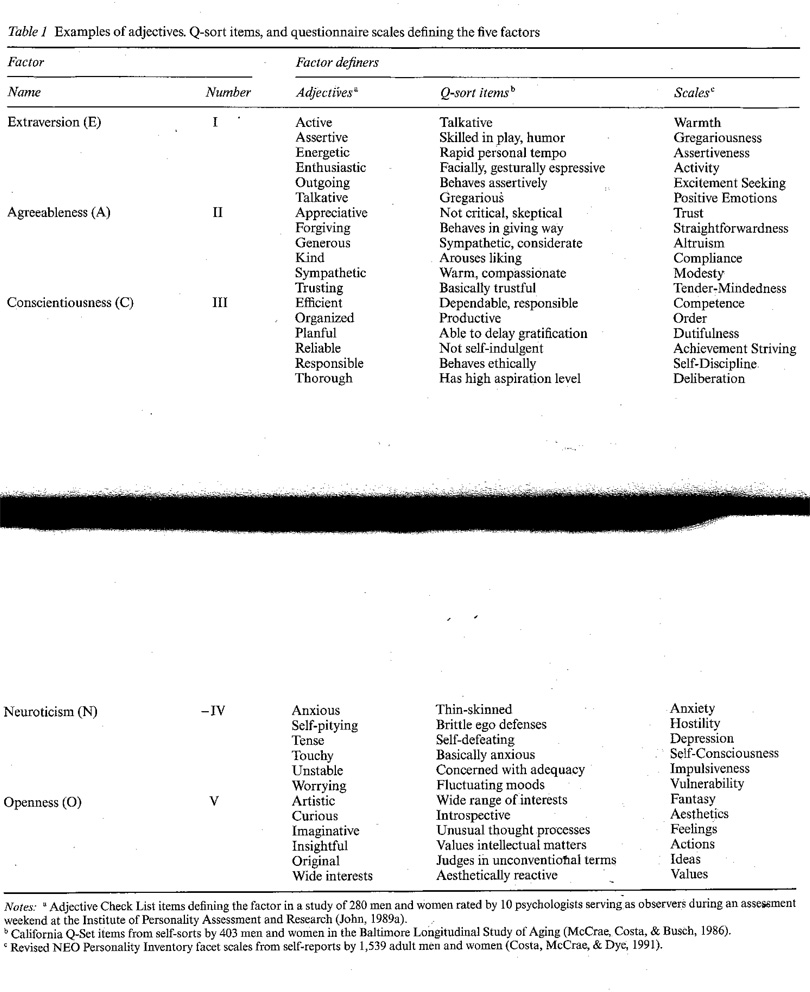 Table 1 Examples of adjectives. Q-sort items, and questionnaire scales defining the five factors
Factor Factor definers
Name Number Adjectives a Q-sort items b Scales c
Extraversion (E) I Active Talkative Warmth
Assertive Skilled in play, humor Gregariousness
Energetic Rapid personal tempo Assertiveness
Enthusiastic Facially, gesturally espressive Activity
Outgoing Behaves assertively Excitement Seeking
Talkative Gregarious Positive Emotions
Agreeableness (A) II Appreciative Not critical, skeptical Trust
Forgiving Behaves in giving way Straightforwardness
Generous Sympathetic, considerate Altruism
Kind Arouses liking Compliance
Sympathetic Warm, compassionate Modesty
Trusting Basically trustful Tender-Mindedness
Conscientiousness (C) III Efficient Dependable, responsible Competence
Organized Productive Order
Planful Able to delay gratification Dutifulness
Reliable Not self-indulgent Achievement Striving
Responsible Behaves ethically Self-Discipline
Thorough Has high aspiration level Deliberation
Neuroticism (N) –IV Anxious Thin-skinned Anxiety
Self-pitying Brittle ego defenses Hostility
Tense Self-defeating Depression
Touchy Basically anxious Self-Consciousness
Unstable Concerned with adequacy Impulsiveness
Worrying Fluctuating moods Vulnerability
Openness (O) V Artistic Wide range of interests Fantasy
Curious Introspective Aesthetics
Imaginative Unusual thought processes Feelings
Insightful Values intellectual matters Actions
Original Judges in unconventional terms Ideas
Wide interests Aesthetically reactive Values
Notes: a Adjective Check List items defining the factor in a study of 280 men and women rated by 10 psychologists serving as observers during an assessment
weekend at the Institute of Personality Assessment and Research (John, 1989a).
b California Q-Set items from self-sorts by 403 men and women in the Baltimore Longitudinal Study of Aging (McCrae, Costa, & Busch, 1986).
c Revised NEO Personality Inventory facet scales from self-reports by 1,539 adult men and women (Costa, McCrae, & Dye, 1991).